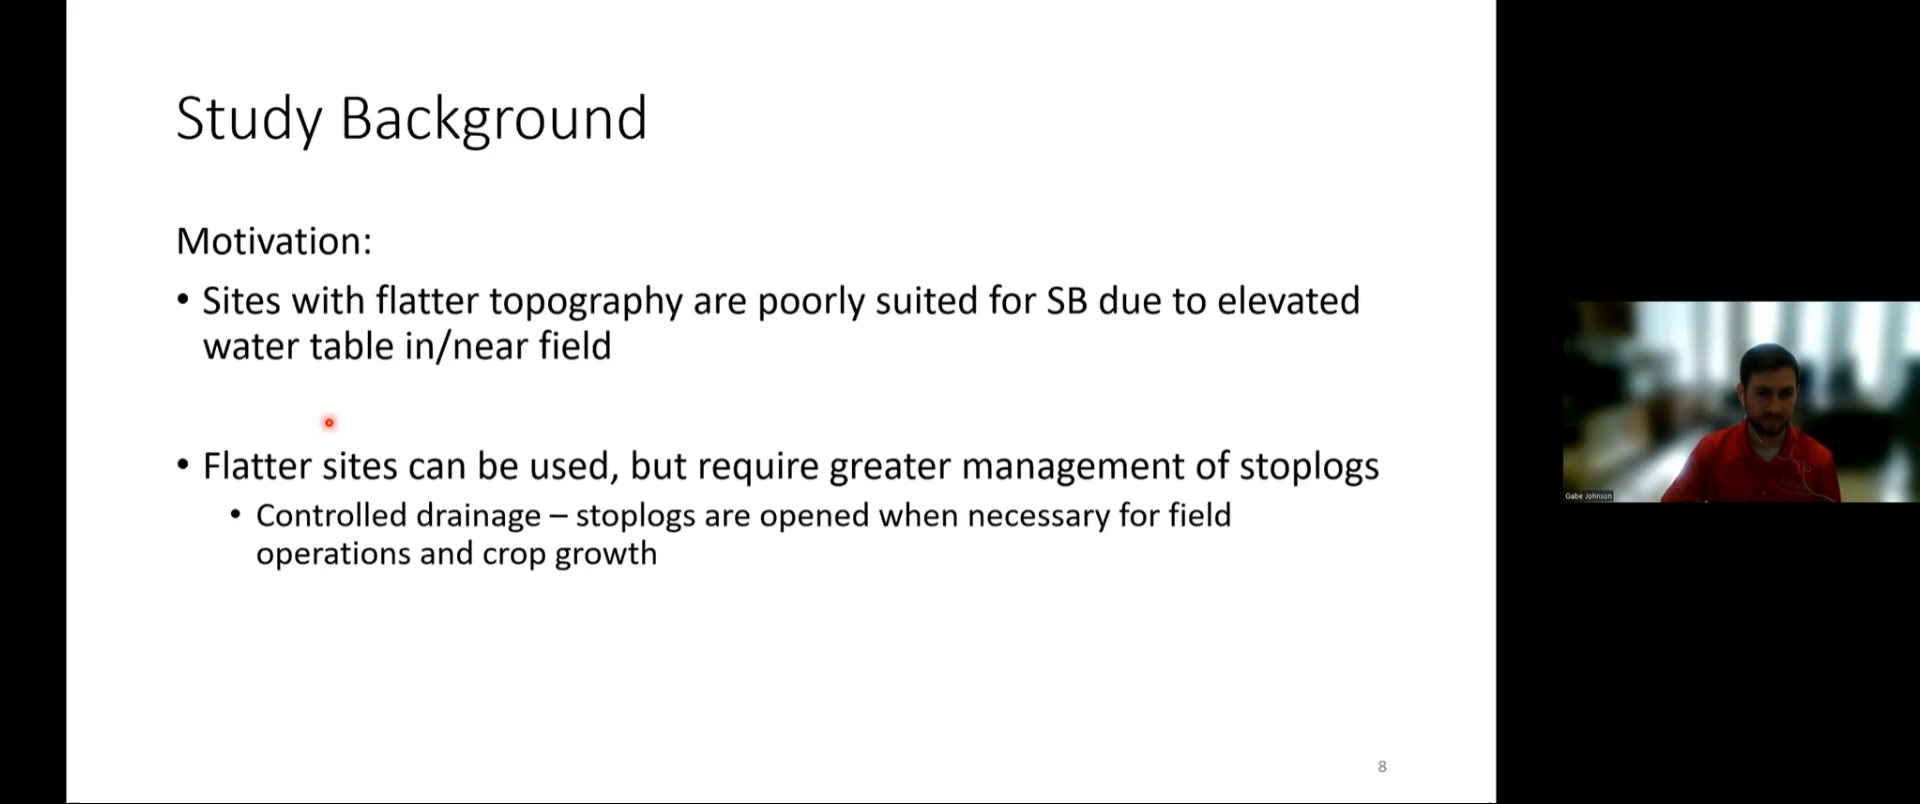 Study Background
Motivation:
• Sites with flatter topography are poorly suited for SB due to elevated
water table in/near field
• Flatter sites can be used, but require greater management of stoplogs
• Controlled drainage – stoplogs are opened when necessary for field
operations and crop growth
8
Gabe Johnson